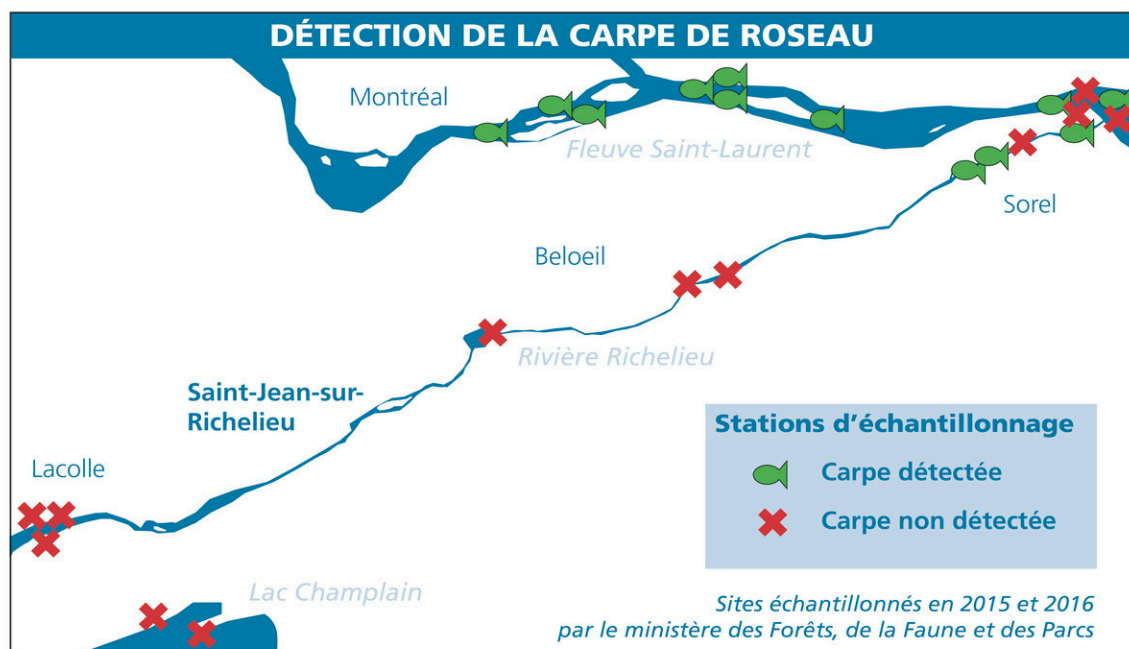 DÉTECTION DE LA CARPE DE ROSEAU
Montréal
Fleuve Saint-Laurent
Sorel
Beloeil
Rivière Richelieu
Saint-Jean-sur-
Richelieu
Lacolle
Lac Champlain
Stations d’échantillonnage
Carpe détectée
Carpe non détectée
Sites échantillonnés en 2015 et 2016
par le ministère des Forêts, de la Faune et des Parcs